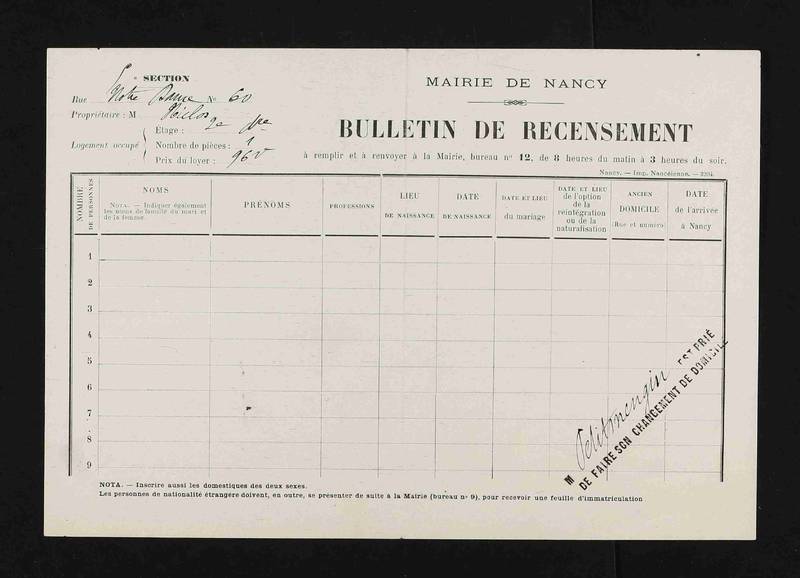 SECTION
Rue Notre Dame No 60
Propriétaire : M
Étage : 2e
Logement occupé
Nombre de pièces : 1
Prix du loyer : 96
MAIRIE DE NANCY
BULLETIN DE RECENSEMENT
à remplir et à renvoyer à la Mairie, bureau no 12, de 8 heures du matin à 3 heures du soir.
Nancy. — Imp. Nancéienne. —
NOMBRE DE PERSONNES
NOMS
NOTA. — Indiquer également les noms de famille du mari et de la femme.
PRÉNOMS
PROFESSIONS
LIEU DE NAISSANCE
DATE DE NAISSANCE
DATE ET LIEU du mariage
DATE ET LIEU de l'option de la réintégration ou de la naturalisation
ANCIEN DOMICILE (Rue et numéro)
DATE de l'arrivée à Nancy
1
2
3
4
5
6
7
8
9
M Petitmengin EST PRIÉ
DE FAIRE SON CHANGEMENT DE DOMICILE
NOTA. — Inscrire aussi les domestiques des deux sexes.
Les personnes de nationalité étrangère doivent, en outre, se présenter de suite à la Mairie (bureau no 9), pour recevoir une feuille d'immatriculation